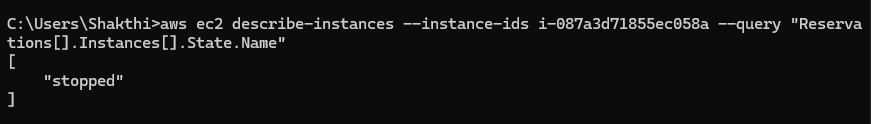 C:\Users\Shakthi>aws ec2 describe-instances --instance-ids i-087a3d71855ec058a --query "Reserva
tions[].Instances[].State.Name"
[
    "stopped"
]